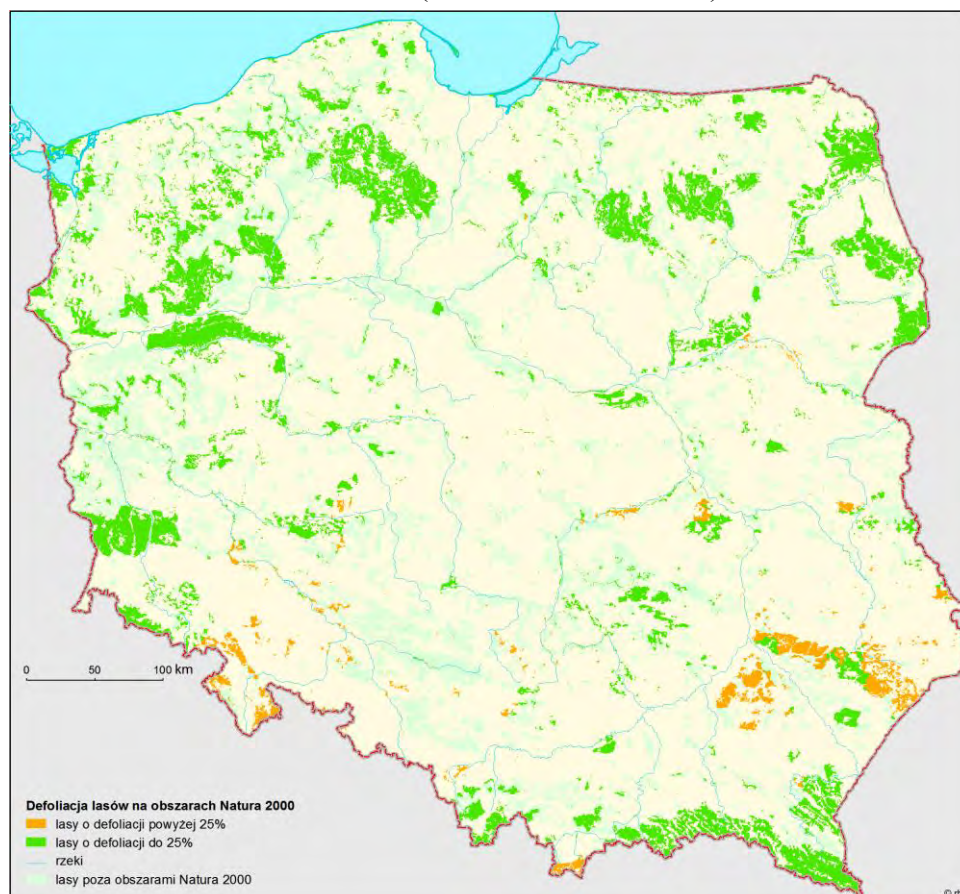 0 50 100 km
Defoliacja lasów na obszarach Natura 2000
lasy o defoliacji powyżej 25%
lasy o defoliacji do 25%
rzeki
lasy poza obszarami Natura 2000